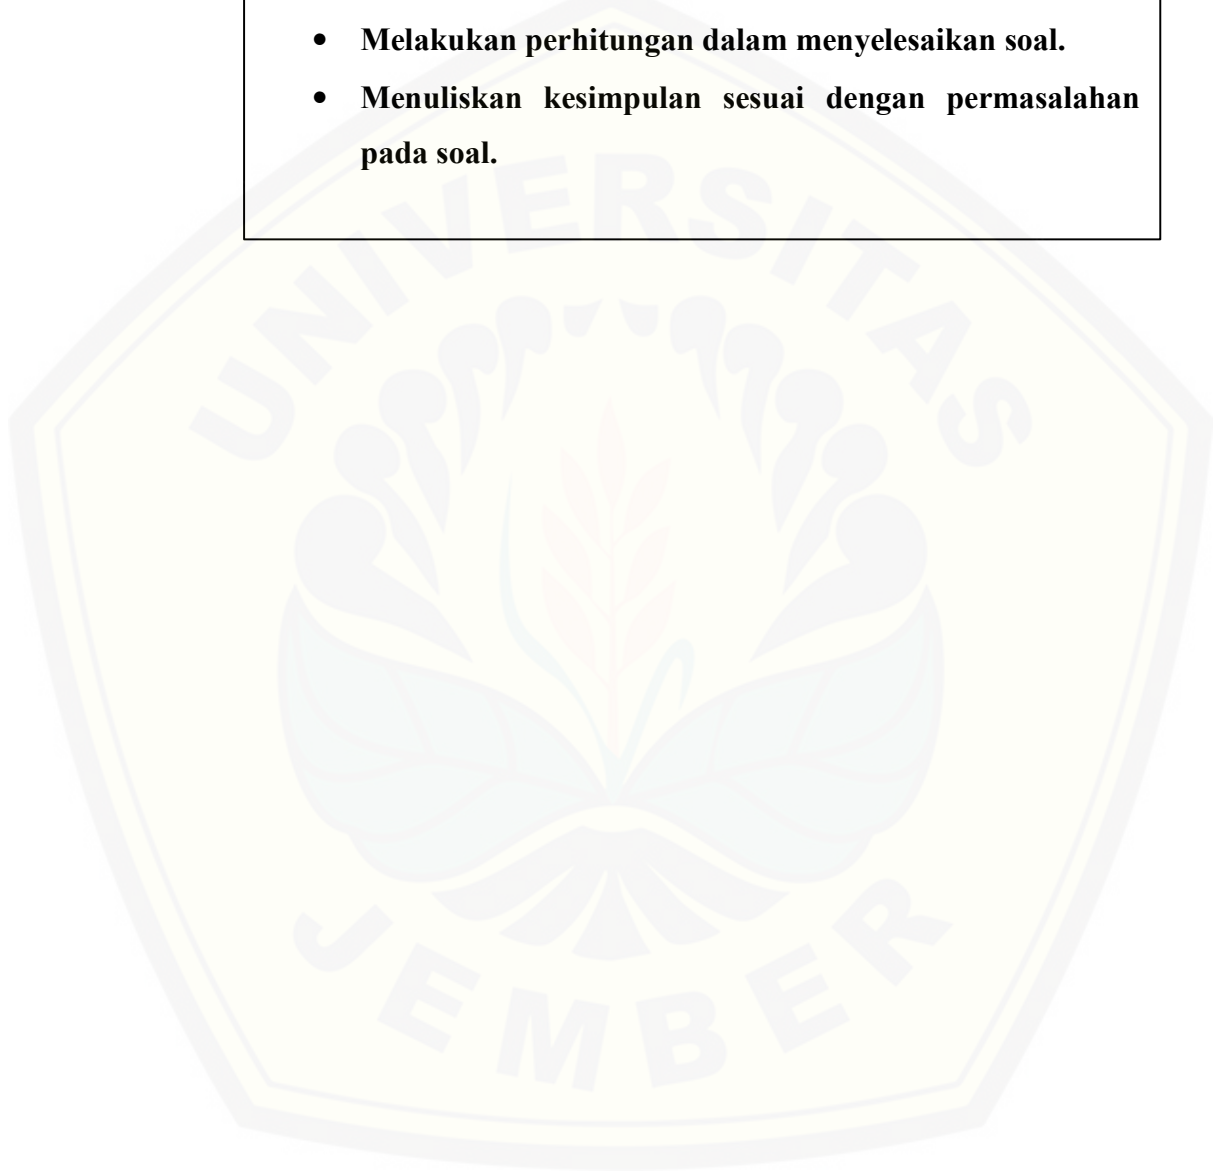 • Melakukan perhitungan dalam menyelesaikan soal.
• Menuliskan kesimpulan sesuai dengan permasalahan
pada soal.
UNIVERSITAS
JEMBER